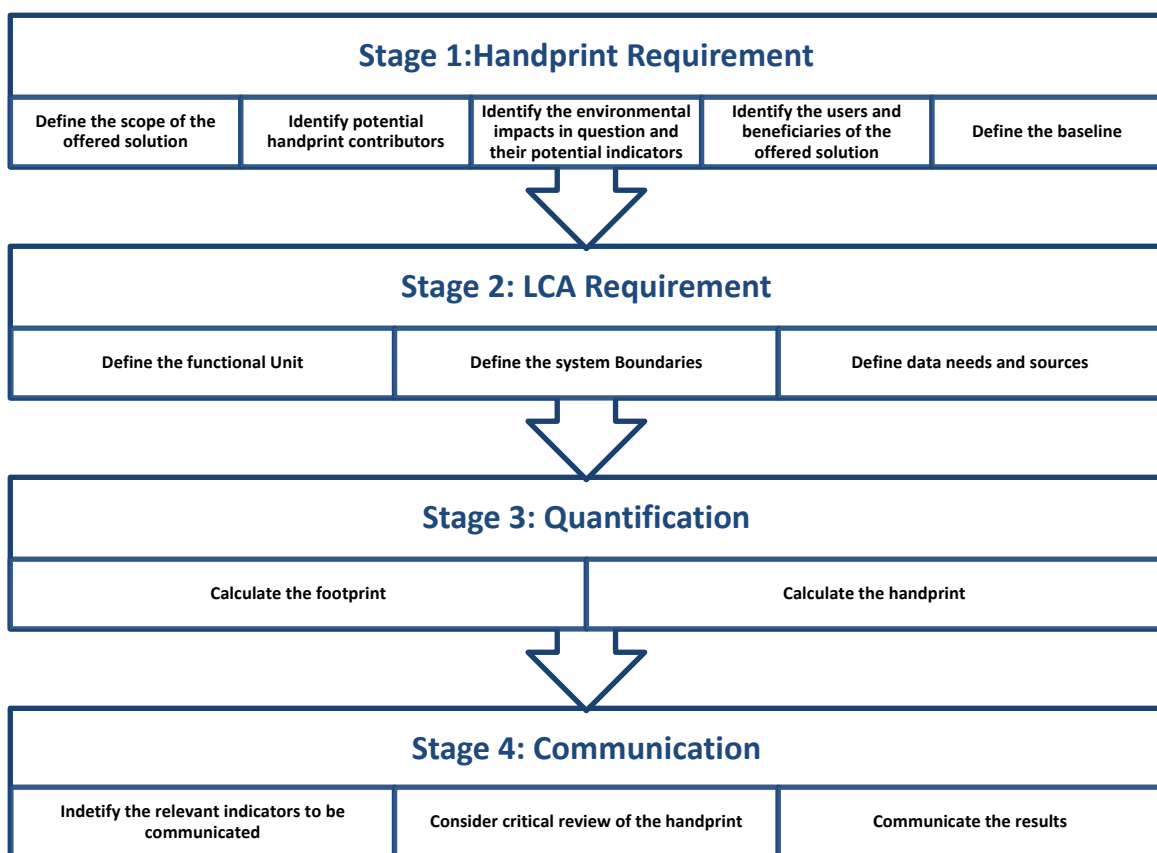 Stage 1:Handprint Requirement
Define the scope of the
offered solution
Identify potential
handprint contributors
Identify the environmental
impacts in question and
their potential indicators
Identify the users and
beneficiaries of the
offered solution
Define the baseline
Stage 2: LCA Requirement
Define the functional Unit
Define the system Boundaries
Define data needs and sources
Stage 3: Quantification
Calculate the footprint
Calculate the handprint
Stage 4: Communication
Indetify the relevant indicators to be
communicated
Consider critical review of the handprint
Communicate the results